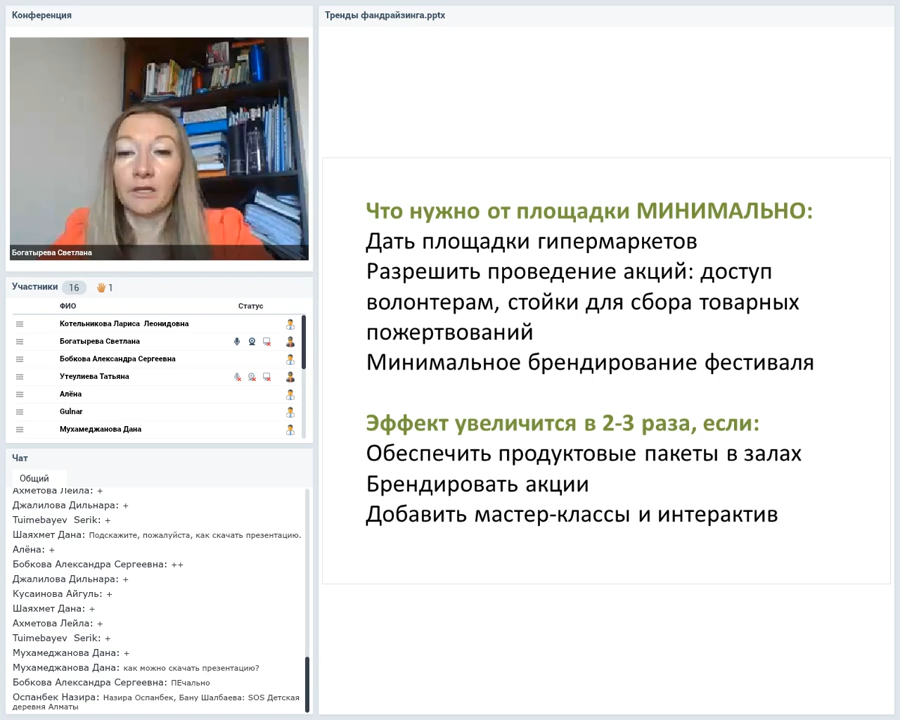 Конференция
Богатырева Светлана
Участники 16 1
ФИО Статус
Котельникова Лариса Леонидовна
Богатырева Светлана
Бобкова Александра Сергеевна
Утеулиева Татьяна
Алёна
Gulnar
Мухамеджанова Дана
Чат
Общий
Ахметова Лейла: +
Джалилова Дильнара: +
Tuimebayev Serik: +
Шаяхмет Дана: Подскажите, пожалуйста, как скачать презентацию.
Алёна: +
Бобкова Александра Сергеевна: ++
Джалилова Дильнара: +
Кусаинова Айгуль: +
Шаяхмет Дана: +
Ахметова Лейла: +
Tuimebayev Serik: +
Мухамеджанова Дана: +
Мухамеджанова Дана: как можно скачать презентацию?
Бобкова Александра Сергеевна: ПЕчально
Оспанбек Назира: Назира Оспанбек, Бану Шалбаева: SOS Детская
деревня Алматы
Тренды фандрайзинга.pptx
Что нужно от площадки МИНИМАЛЬНО:
Дать площадки гипермаркетов
Разрешить проведение акций: доступ
волонтерам, стойки для сбора товарных
пожертвований
Минимальное брендирование фестиваля
Эффект увеличится в 2-3 раза, если:
Обеспечить продуктовые пакеты в залах
Брендировать акции
Добавить мастер-классы и интерактив